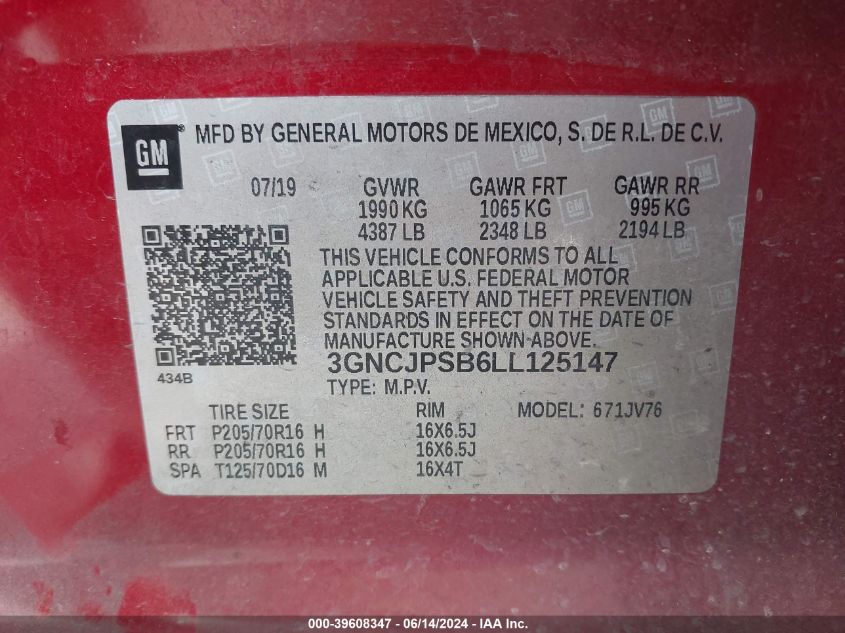 GM
MFD BY GENERAL MOTORS DE MEXICO, S. DE R.L. DE C.V.
07/19 GVWR GAWR FRT GAWR RR
1990 KG 1065 KG 995 KG
4387 LB 2348 LB 2194 LB
THIS VEHICLE CONFORMS TO ALL
APPLICABLE U.S. FEDERAL MOTOR
VEHICLE SAFETY AND THEFT PREVENTION
STANDARDS IN EFFECT ON THE DATE OF
MANUFACTURE SHOWN ABOVE.
434B
3GNCJPSB6LL125147
TYPE: M.P.V.
TIRE SIZE RIM MODEL: 671JV76
FRT P205/70R16 H 16X6.5J
RR P205/70R16 H 16X6.5J
SPA T125/70D16 M 16X4T
000-39608347 - 06/14/2024 - IAA Inc.